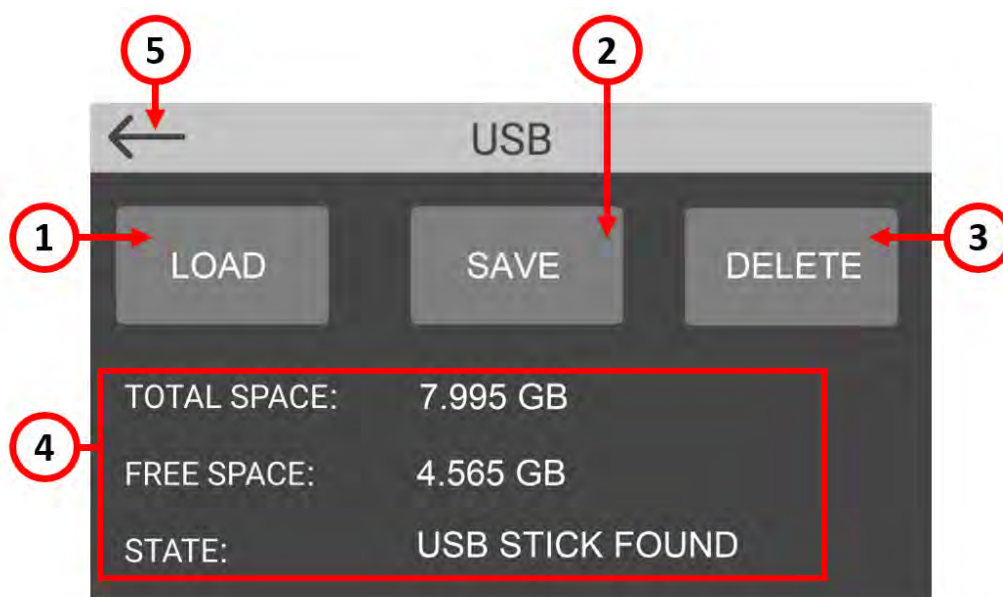 5
2
USB
1
3
LOAD
SAVE
DELETE
4
TOTAL SPACE: 7.995 GB
FREE SPACE: 4.565 GB
STATE: USB STICK FOUND